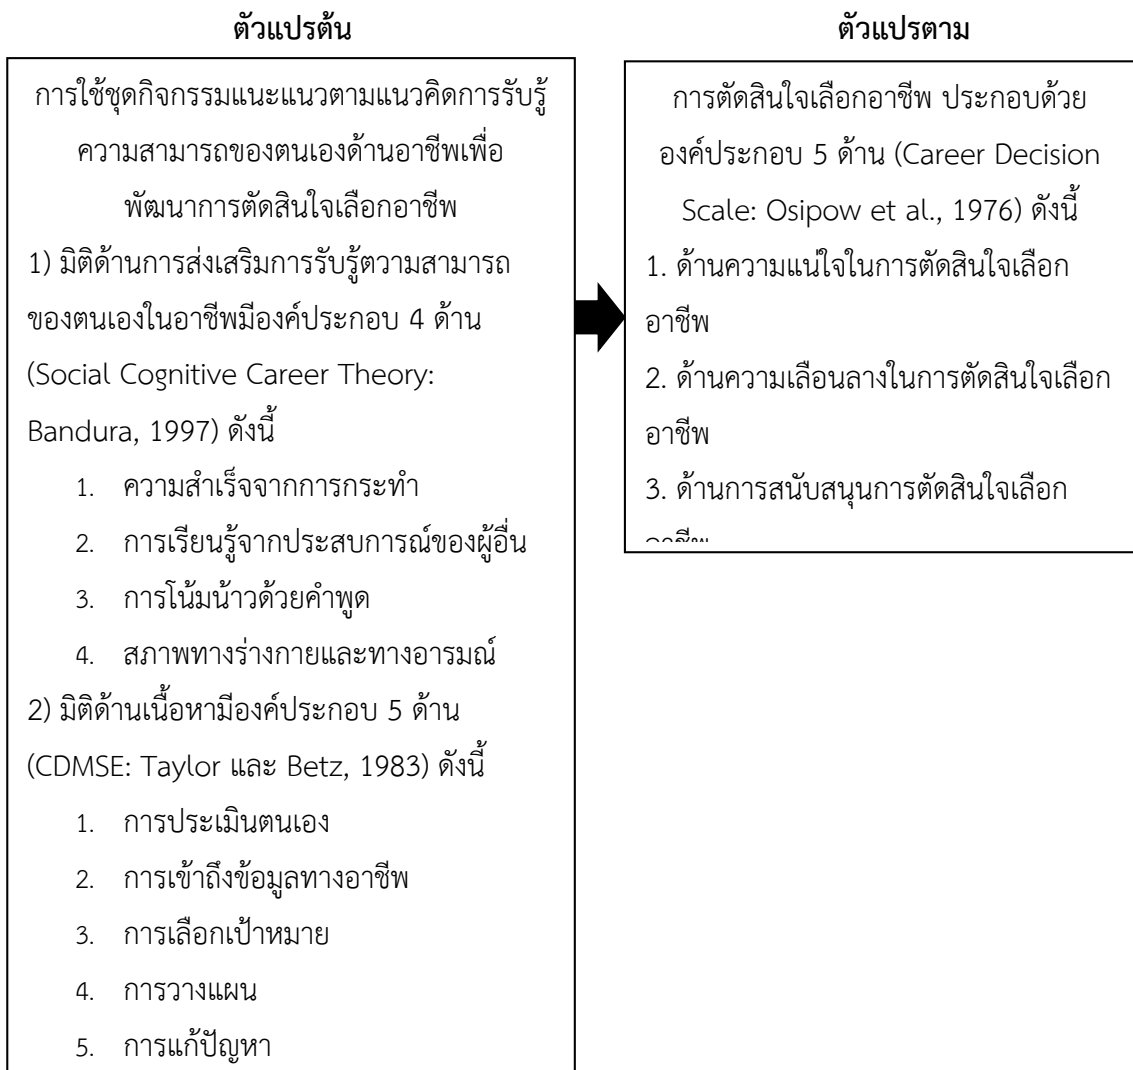 ตัวแปรต้น
การใช้ชุดกิจกรรมแนะแนวตามแนวคิดการรับรู้
ความสามารถของตนเองด้านอาชีพเพื่อ
พัฒนาการตัดสินใจเลือกอาชีพ
1) มิติด้านการส่งเสริมการรับรู้ตวามสามารถ
ของตนเองในอาชีพมีองค์ประกอบ 4 ด้าน
(Social Cognitive Career Theory:
Bandura, 1997) ดังนี้
1. ความสำเร็จจากการกระทำ
2. การเรียนรู้จากประสบการณ์ของผู้อื่น
3. การโน้มน้าวด้วยคำพูด
4. สภาพทางร่างกายและทางอารมณ์
2) มิติด้านเนื้อหามีองค์ประกอบ 5 ด้าน
(CDMSE: Taylor และ Betz, 1983) ดังนี้
1. การประเมินตนเอง
2. การเข้าถึงข้อมูลทางอาชีพ
3. การเลือกเป้าหมาย
4. การวางแผน
5. การแก้ปัญหา
ตัวแปรตาม
การตัดสินใจเลือกอาชีพ ประกอบด้วย
องค์ประกอบ 5 ด้าน (Career Decision
Scale: Osipow et al., 1976) ดังนี้
1. ด้านความแน่ใจในการตัดสินใจเลือก
อาชีพ
2. ด้านความเลือนลางในการตัดสินใจเลือก
อาชีพ
3. ด้านการสนับสนุนการตัดสินใจเลือก